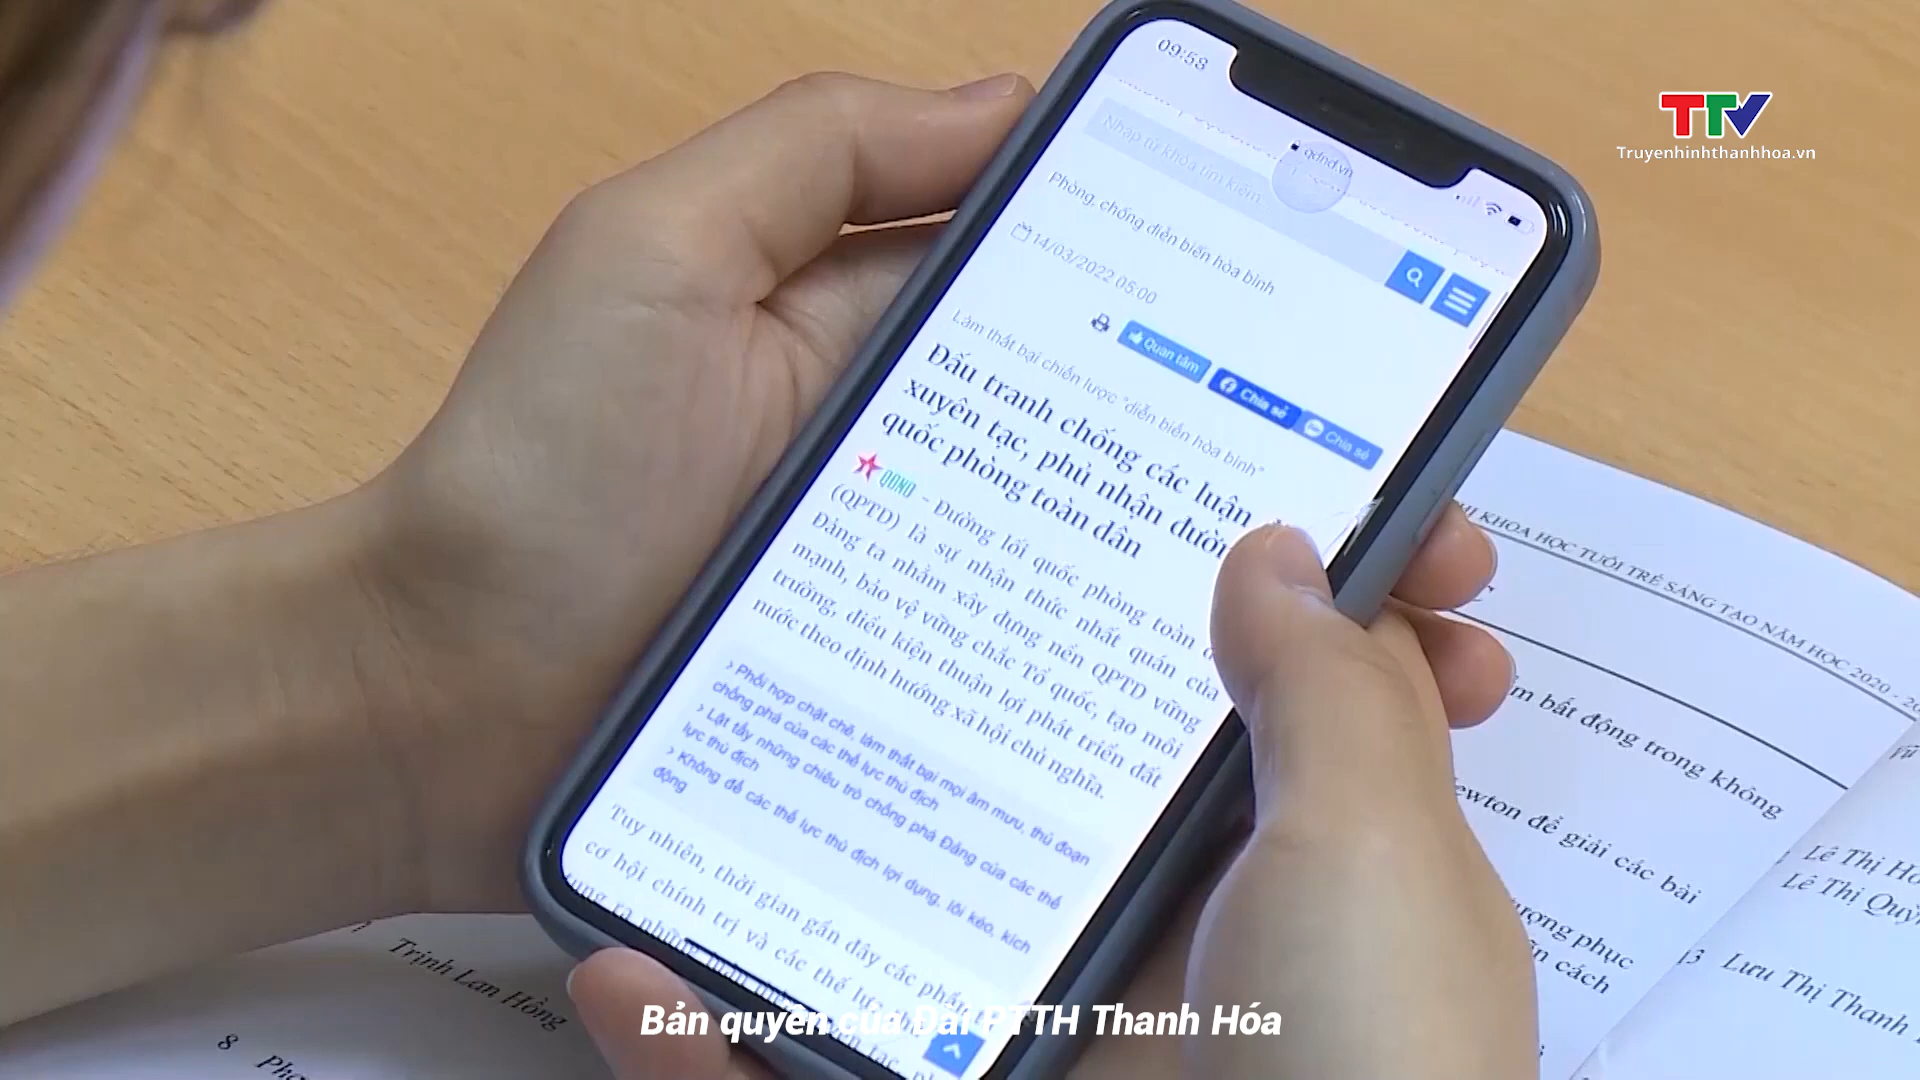 09:58
TTV
Truyenhinhthanhhoa.vn
qdnd.vn
Nhập từ khóa tìm kiếm
Phòng, chống diễn biến hòa bình
14/03/2022 05:00
Quan tâm
Chia sẻ
Chia sẻ
Làm thất bại chiến lược "diễn biến hòa bình"
Đấu tranh chống các luận
xuyên tạc, phủ nhận đườn
quốc phòng toàn dân
QĐND - Đường lối quốc phòng toàn
(QPTD) là sự nhận thức nhất quán của
Đảng ta nhằm xây dựng nền QPTD vững
mạnh, bảo vệ vững chắc Tổ quốc, tạo môi
trường, điều kiện thuận lợi phát triển đất
nước theo định hướng xã hội chủ nghĩa.
› Phối hợp chặt chẽ, làm thất bại mọi âm mưu, thủ đoạn
chống phá của các thế lực thù địch
› Lật tẩy những chiêu trò chống phá Đảng của các thế
lực thù địch
› Không để các thế lực thù địch lợi dụng, lôi kéo, kích
động
Tuy nhiên, thời gian gần đây các phần
cơ hội chính trị và các thế lực
tung ra những
KHOA HỌC TUỔI TRẺ SÁNG TẠO NĂM HỌC 2020 - 20
bất động trong không
ewton để giải các bài
ượng phục
cách
Lê Thị Hồ
Lê Thị Quỳ
13 Lưu Thị Thanh
Trịnh Lan Hồng
8
Bản quyền của Đài PTTH Thanh Hóa